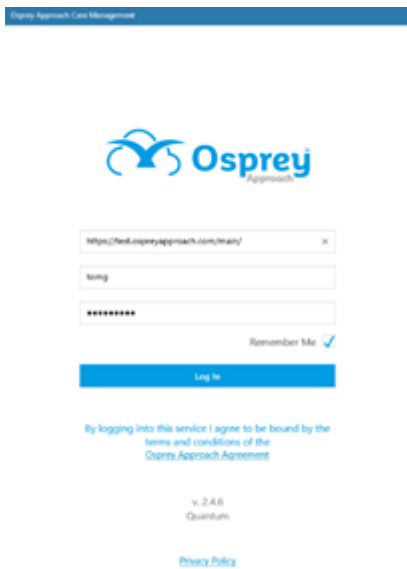 Osprey Approach Case Management
Osprey
Approach
https://test.ospreyapproach.com/main/ ×
tomg
•••••••••
Remember Me ✓
Log In
By logging into this service I agree to be bound by the
terms and conditions of the
Osprey Approach Agreement
v. 2.4.6
Quantum
Privacy Policy